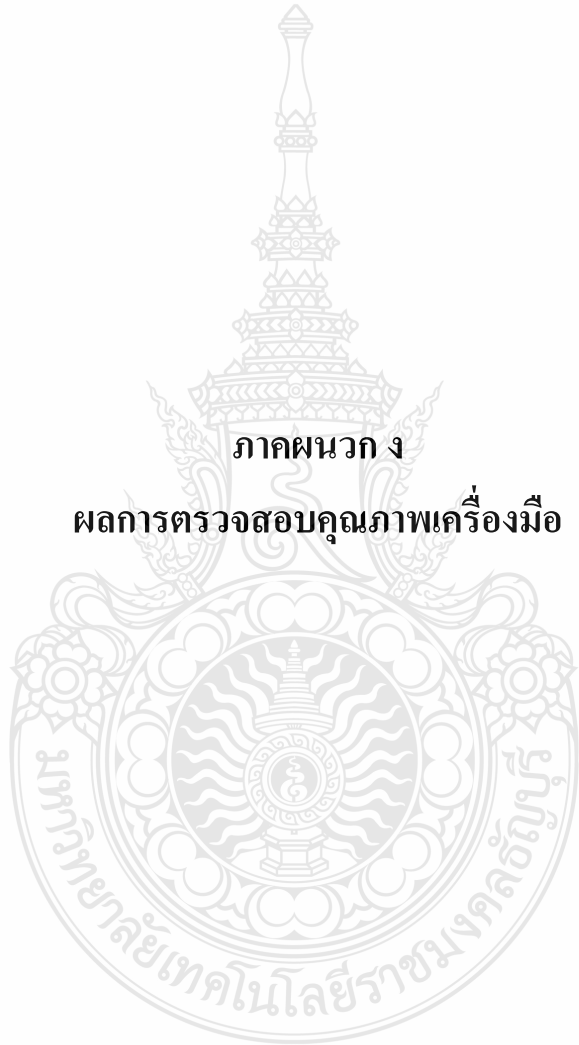 ภาคผนวก ง
ผลการตรวจสอบคุณภาพเครื่องมือ
มหาวิทยาลัยเทคโนโลยีราชมงคลธัญบุรี